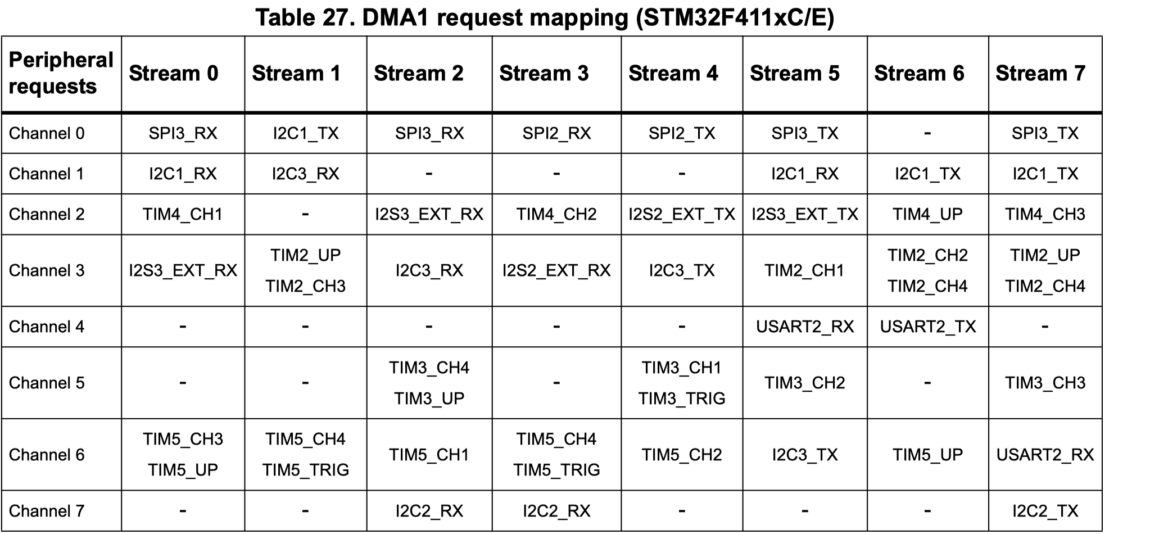 Table 27. DMA1 request mapping (STM32F411xC/E)
Peripheral requests Stream 0 Stream 1 Stream 2 Stream 3 Stream 4 Stream 5 Stream 6 Stream 7
Channel 0 SPI3_RX I2C1_TX SPI3_RX SPI2_RX SPI2_TX SPI3_TX - SPI3_TX
Channel 1 I2C1_RX I2C3_RX - - - I2C1_RX I2C1_TX I2C1_TX
Channel 2 TIM4_CH1 - I2S3_EXT_RX TIM4_CH2 I2S2_EXT_TX I2S3_EXT_TX TIM4_UP TIM4_CH3
Channel 3 I2S3_EXT_RX TIM2_UP TIM2_CH3 I2C3_RX I2S2_EXT_RX I2C3_TX TIM2_CH1 TIM2_CH2 TIM2_CH4 TIM2_UP TIM2_CH4
Channel 4 - - - - - USART2_RX USART2_TX -
Channel 5 - - TIM3_CH4 TIM3_UP - TIM3_CH1 TIM3_TRIG TIM3_CH2 - TIM3_CH3
Channel 6 TIM5_CH3 TIM5_UP TIM5_CH4 TIM5_TRIG TIM5_CH1 TIM5_CH4 TIM5_TRIG TIM5_CH2 I2C3_TX TIM5_UP USART2_RX
Channel 7 - - I2C2_RX I2C2_RX - - - I2C2_TX